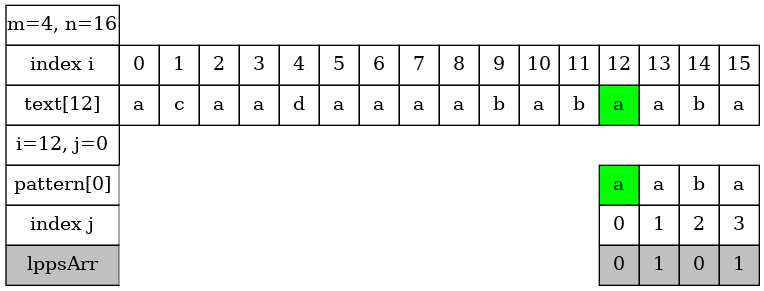 m=4, n=16
index i 0 1 2 3 4 5 6 7 8 9 10 11 12 13 14 15
text[12] a c a a d a a a a b a b a a b a
i=12, j=0
pattern[0] a a b a
index j 0 1 2 3
lppsArr 0 1 0 1